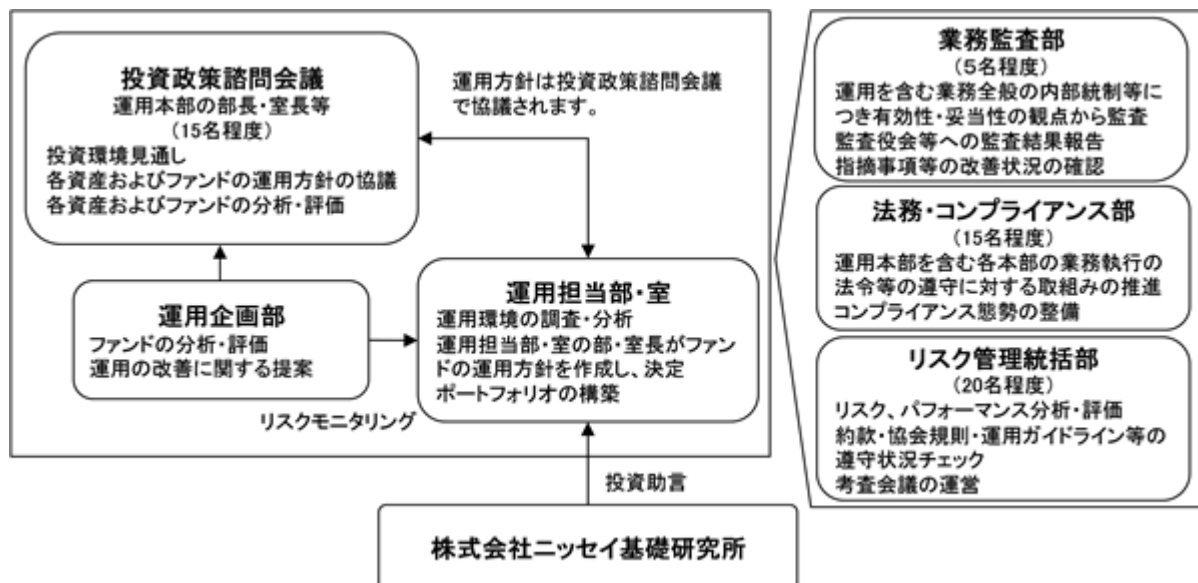 投資政策諮問会議
運用本部の部長・室長等
(15名程度)
投資環境見通し
各資産およびファンドの運用方針の協議
各資産およびファンドの分析・評価
運用方針は投資政策諮問会議
で協議されます。
運用企画部
ファンドの分析・評価
運用の改善に関する提案
リスクモニタリング
運用担当部・室
運用環境の調査・分析
運用担当部・室の部・室長がファン
ドの運用方針を作成し、決定
ポートフォリオの構築
投資助言
株式会社ニッセイ基礎研究所
業務監査部
(5名程度)
運用を含む業務全般の内部統制等に
つき有効性・妥当性の観点から監査
監査役会等への監査結果報告
指摘事項等の改善状況の確認
法務・コンプライアンス部
(15名程度)
運用本部を含む各本部の業務執行の
法令等の遵守に対する取組みの推進
コンプライアンス態勢の整備
リスク管理統括部
(20名程度)
リスク、パフォーマンス分析・評価
約款・協会規則・運用ガイドライン等の
遵守状況チェック
考査会議の運営